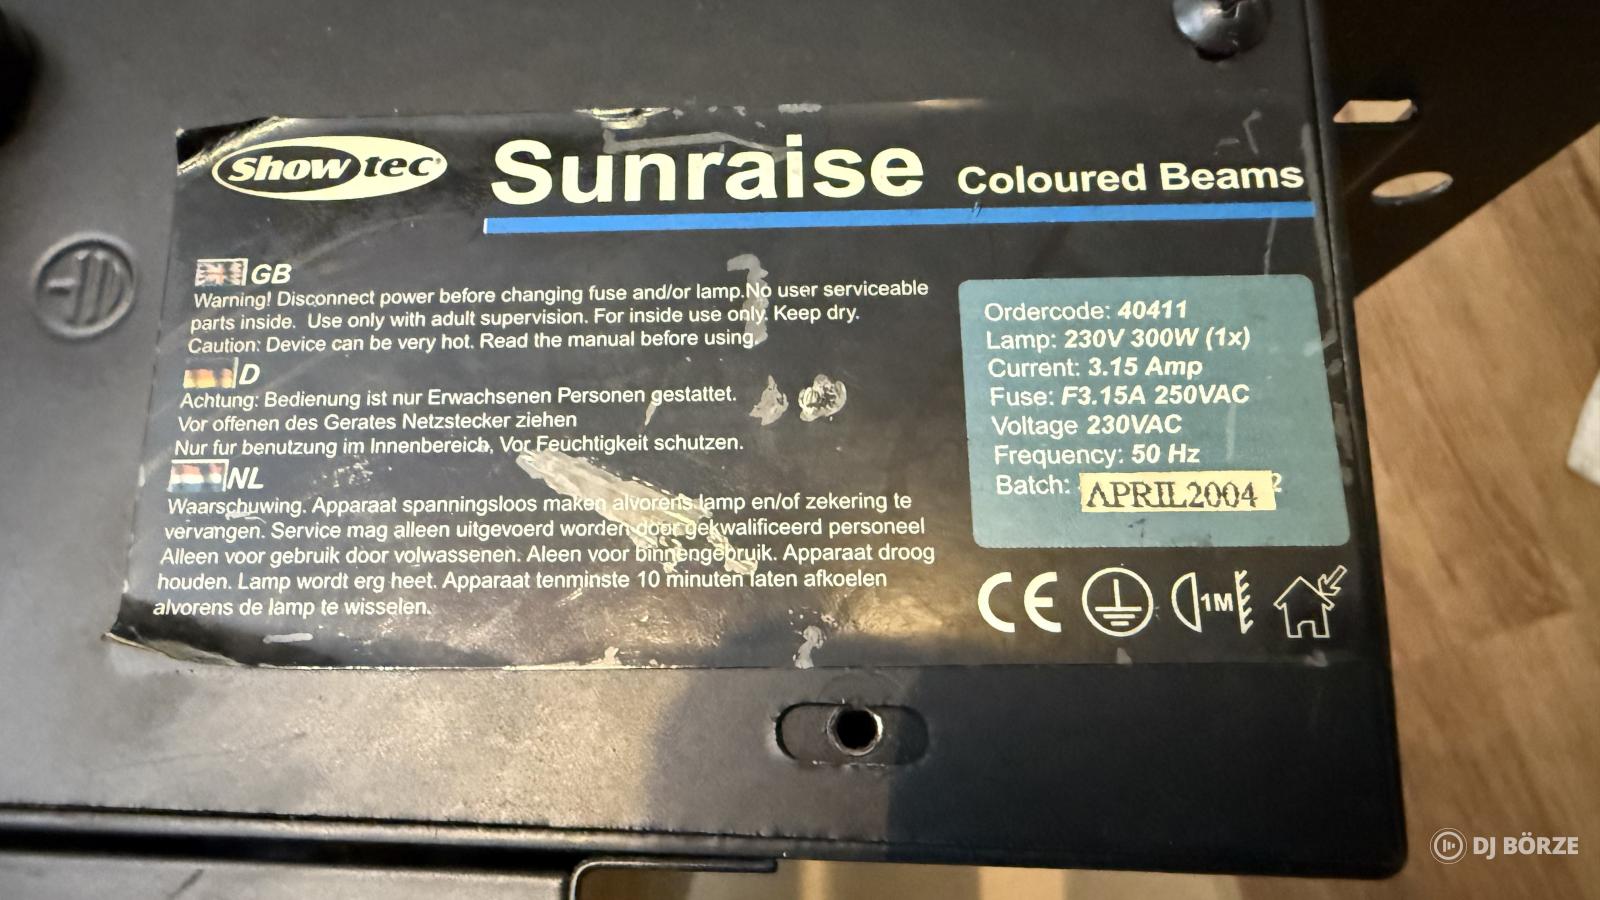 Showtec
Sunraise Coloured Beams
GB
Warning! Disconnect power before changing fuse and/or lamp.No user serviceable
parts inside. Use only with adult supervision. For inside use only. Keep dry.
Caution: Device can be very hot. Read the manual before using.
D
Achtung: Bedienung ist nur Erwachsenen Personen gestattet.
Vor offenen des Gerates Netzstecker ziehen
Nur fur benutzung im Innenbereich, Vor Feuchtigkeit schutzen.
NL
Waarschuwing. Apparaat spanningsloos maken alvorens lamp en/of zekering te
vervangen. Service mag alleen uitgevoerd worden door gekwalificeerd personeel
Alleen voor gebruik door volwassenen. Aleen voor binnengebruik. Apparaat droog
houden. Lamp wordt erg heet. Apparaat tenminste 10 minuten laten afkoelen
alvorens de lamp te wisselen.
Ordercode: 40411
Lamp: 230V 300W (1x)
Current: 3.15 Amp
Fuse: F3.15A 250VAC
Voltage 230VAC
Frequency: 50 Hz
Batch: APRIL2004
CE
1M
DJ BÖRZE